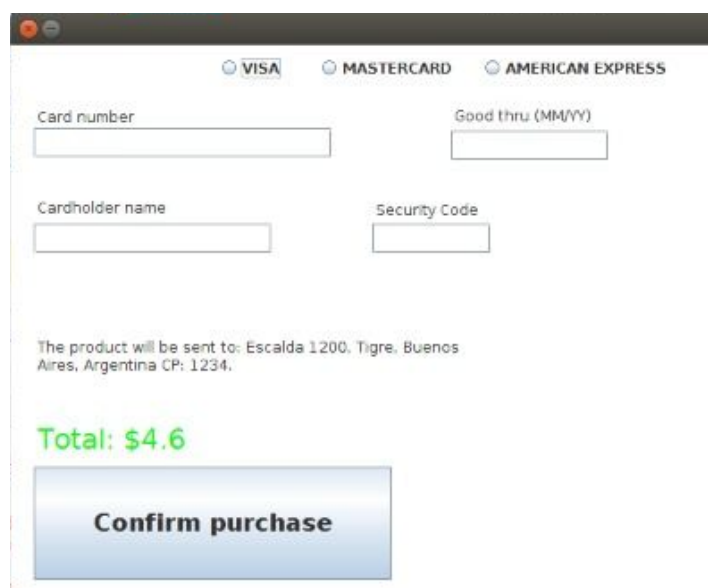 VISA MASTERCARD AMERICAN EXPRESS
Card number Good thru (MM/YY)
Cardholder name Security Code
The product will be sent to: Escalda 1200, Tigre, Buenos
Aires, Argentina CP: 1234.
Total: $4.6
Confirm purchase